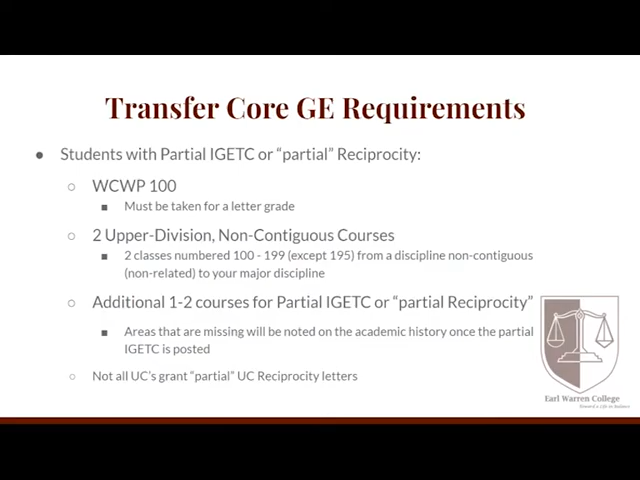 Transfer Core GE Requirements
● Students with Partial IGETC or “partial” Reciprocity:
○ WCWP 100
■ Must be taken for a letter grade
○ 2 Upper-Division, Non-Contiguous Courses
■ 2 classes numbered 100 - 199 (except 195) from a discipline non-contiguous
(non-related) to your major discipline
○ Additional 1-2 courses for Partial IGETC or “partial Reciprocity”
■ Areas that are missing will be noted on the academic history once the partial
IGETC is posted
○ Not all UC’s grant “partial” UC Reciprocity letters
Earl Warren College
Toward a Life in Balance